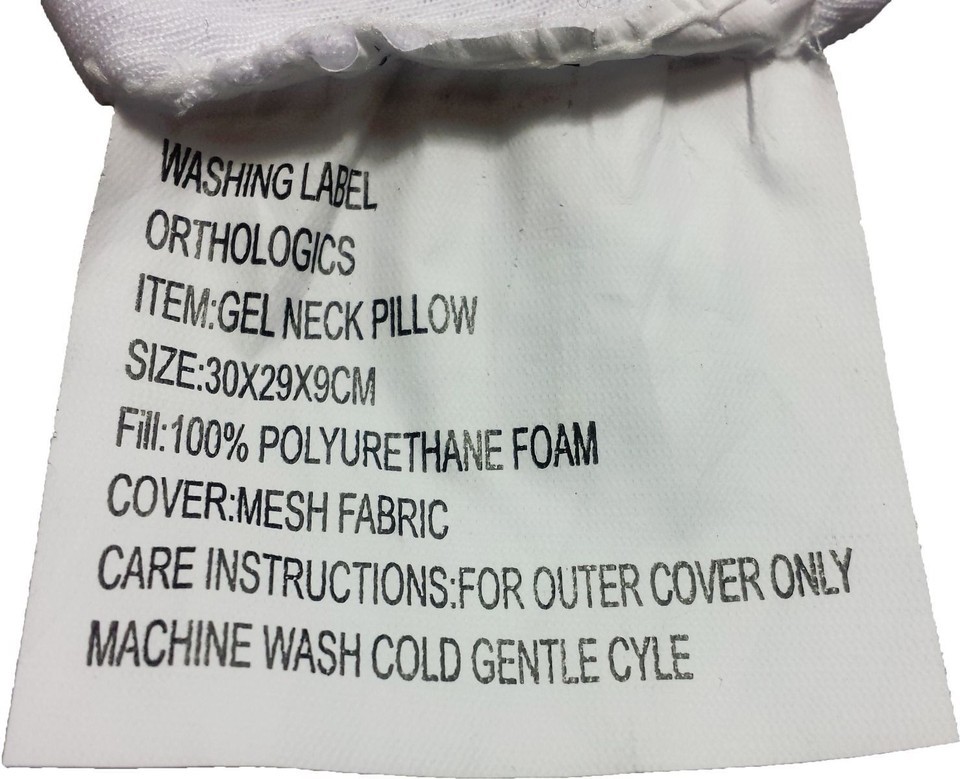 WASHING LABEL
ORTHOLOGICS
ITEM:GEL NECK PILLOW
SIZE:30X29X9CM
Fill:100% POLYURETHANE FOAM
COVER:MESH FABRIC
CARE INSTRUCTIONS:FOR OUTER COVER ONLY
MACHINE WASH COLD GENTLE CYLE